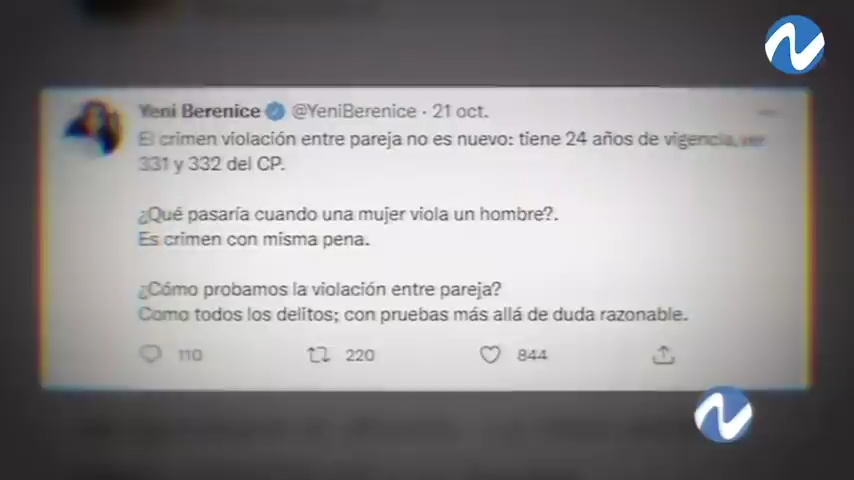 Yeni Berenice @YeniBerenice · 21 oct.
El crimen violación entre pareja no es nuevo: tiene 24 años de vigencia, ver
331 y 332 del CP.
¿Qué pasaría cuando una mujer viola un hombre?.
Es crimen con misma pena.
¿Cómo probamos la violación entre pareja?
Como todos los delitos; con pruebas más allá de duda razonable.
110 220 844